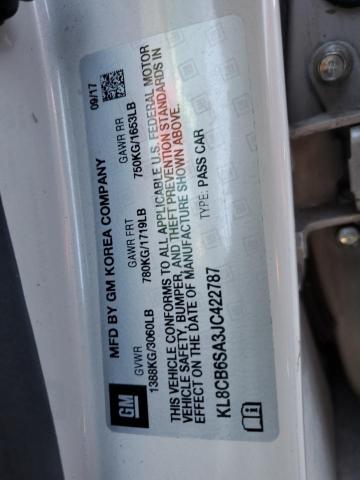 GM
MFD BY GM KOREA COMPANY 09/17
GVWR GAWR FRT GAWR RR
1388KG/3060LB 780KG/1719LB 750KG/1653LB
THIS VEHICLE CONFORMS TO ALL APPLICABLE U.S. FEDERAL MOTOR
VEHICLE SAFETY, BUMPER, AND THEFT PREVENTION STANDARDS IN
EFFECT ON THE DATE OF MANUFACTURE SHOWN ABOVE.
TYPE: PASS CAR
KL8CB6SA3JC422787